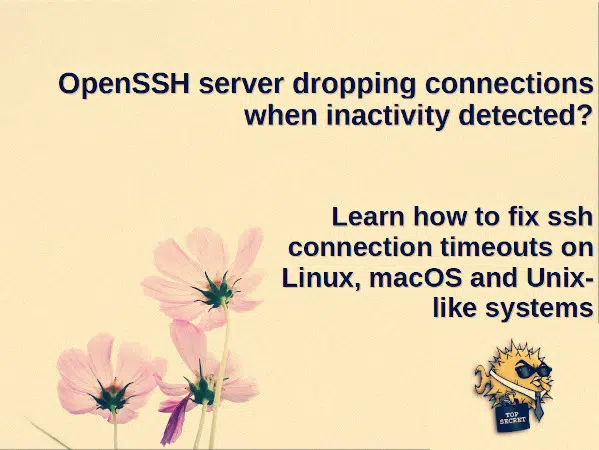 OpenSSH server dropping connections
when inactivity detected?
Learn how to fix ssh
connection timeouts on
Linux, macOS and Unix-
like systems
TOP
SECRET